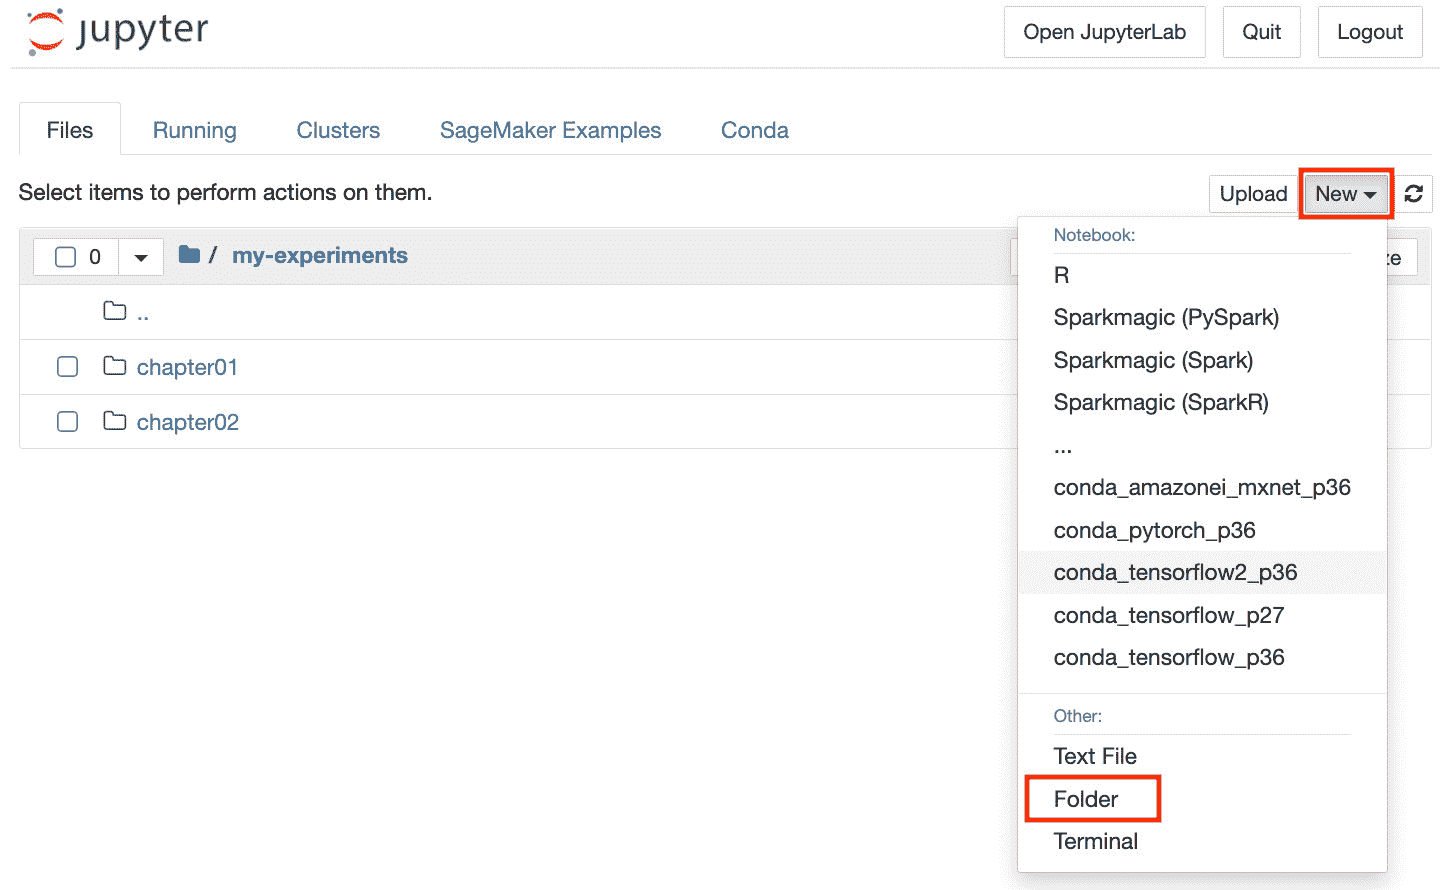 jupyter
Open JupyterLab
Quit
Logout
Files
Running
Clusters
SageMaker Examples
Conda
Select items to perform actions on them.
Upload
New
0
/ my-experiments
ze
..
chapter01
chapter02
Notebook:
R
Sparkmagic (PySpark)
Sparkmagic (Spark)
Sparkmagic (SparkR)
...
conda_amazonei_mxnet_p36
conda_pytorch_p36
conda_tensorflow2_p36
conda_tensorflow_p27
conda_tensorflow_p36
Other:
Text File
Folder
Terminal